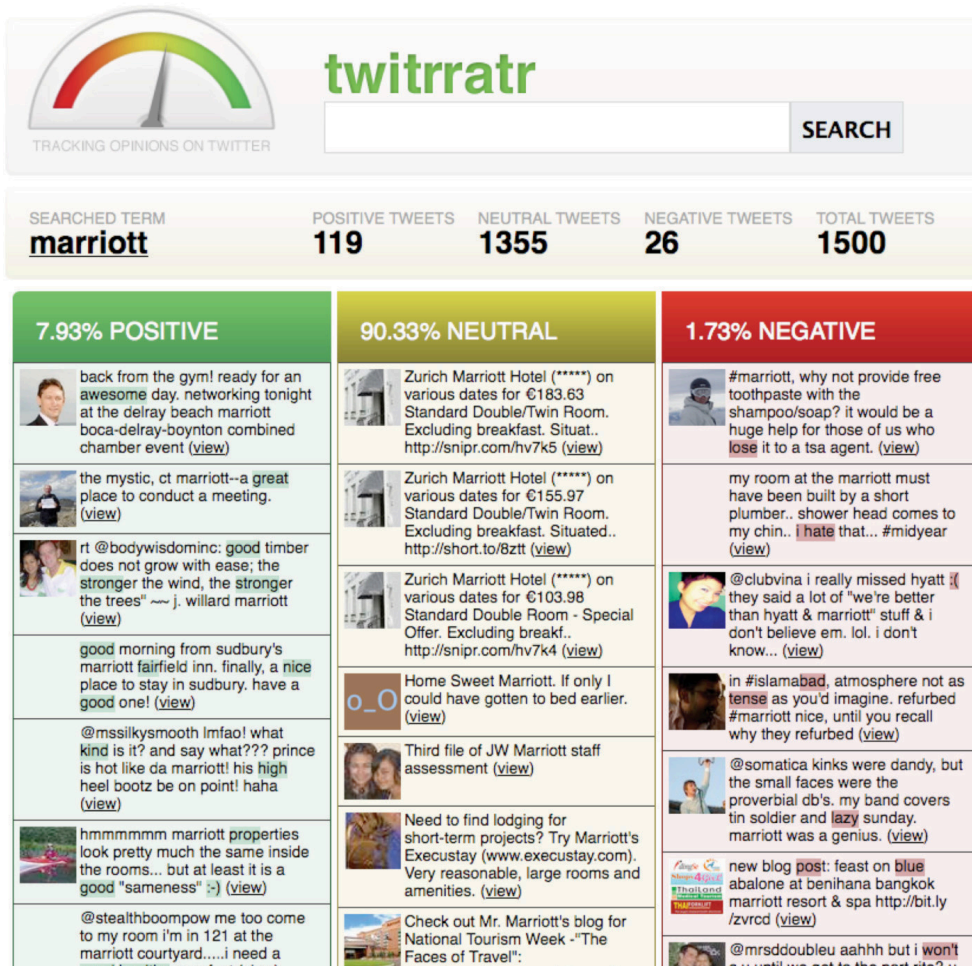 twitrratr
SEARCH
TRACKING OPINIONS ON TWITTER
SEARCHED TERM
marriott
POSITIVE TWEETS
119
NEUTRAL TWEETS
1355
NEGATIVE TWEETS
26
TOTAL TWEETS
1500
7.93% POSITIVE
back from the gym! ready for an
awesome day. networking tonight
at the delray beach marriott
boca-delray-boynton combined
chamber event (view)
the mystic, ct marriott--a great
place to conduct a meeting.
(view)
rt @bodywisdominc: good timber
does not grow with ease; the
stronger the wind, the stronger
the trees" ~~ j. willard marriott
(view)
good morning from sudbury's
marriott fairfield inn. finally, a nice
place to stay in sudbury. have a
good one! (view)
@mssilkysmooth lmfao! what
kind is it? and say what??? prince
is hot like da marriott! his high
heel bootz be on point! haha
(view)
hmmmmmm marriott properties
look pretty much the same inside
the rooms... but at least it is a
good "sameness" :-) (view)
@stealthboompow me too come
to my room i'm in 121 at the
marriott courtyard.....i need a
90.33% NEUTRAL
Zurich Marriott Hotel (*****) on
various dates for €183.63
Standard Double/Twin Room.
Excluding breakfast. Situat..
http://snipr.com/hv7k5 (view)
Zurich Marriott Hotel (*****) on
various dates for €155.97
Standard Double/Twin Room.
Excluding breakfast. Situated..
http://short.to/8ztt (view)
Zurich Marriott Hotel (*****) on
various dates for €103.98
Standard Double Room - Special
Offer. Excluding breakf..
http://snipr.com/hv7k4 (view)
o_O
Home Sweet Marriott. If only I
could have gotten to bed earlier.
(view)
Third file of JW Marriott staff
assessment (view)
Need to find lodging for
short-term projects? Try Marriott's
Execustay (www.execustay.com).
Very reasonable, large rooms and
amenities. (view)
Check out Mr. Marriott's blog for
National Tourism Week -"The
Faces of Travel":
1.73% NEGATIVE
#marriott, why not provide free
toothpaste with the
shampoo/soap? it would be a
huge help for those of us who
lose it to a tsa agent. (view)
my room at the marriott must
have been built by a short
plumber.. shower head comes to
my chin.. i hate that... #midyear
(view)
@clubvina i really missed hyatt :(
they said a lot of "we're better
than hyatt & marriott" stuff & i
don't believe em. lol. i don't
know... (view)
in #islamabad, atmosphere not as
tense as you'd imagine. refurbed
#marriott nice, until you recall
why they refurbed (view)
@somatica kinks were dandy, but
the small faces were the
proverbial db's. my band covers
tin soldier and lazy sunday.
marriott was a genius. (view)
ThaiLand
new blog post: feast on blue
abalone at benihana bangkok
marriott resort & spa http://bit.ly
/zvrcd (view)
@mrsddoubleu aahhh but i won't